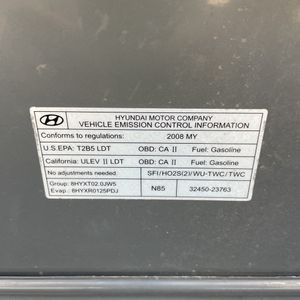 HYUNDAI MOTOR COMPANY
VEHICLE EMISSION CONTROL INFORMATION
Conforms to regulations: 2008 MY
U.S.EPA: T2B5 LDT OBD: CA II Fuel: Gasoline
California: ULEV II LDT OBD: CA II Fuel: Gasoline
No adjustments needed. SFI/HO2S(2)/WU-TWC/TWC
Group: 8HYXT02.0JW5 N85 32450-23763
Evap: 8HYXR0125PDJ